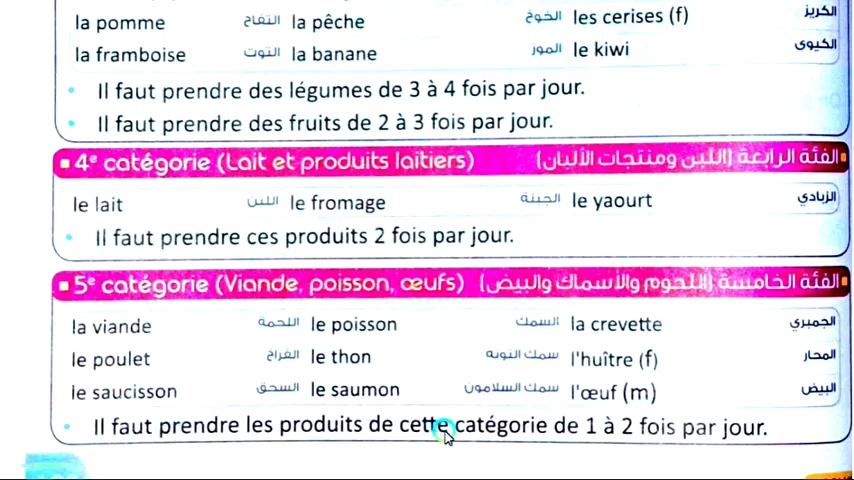 la pomme التفاح la pêche الخوخ les cerises (f) الكريز
la framboise التوت la banane الموز le kiwi الكيوى
• Il faut prendre des légumes de 3 à 4 fois par jour.
• Il faut prendre des fruits de 2 à 3 fois par jour.
4ᵉ catégorie (Lait et produits laitiers) الفئة الرابعة (اللبن ومنتجات الألبان)
le lait اللبن le fromage الجبنة le yaourt الزبادي
• Il faut prendre ces produits 2 fois par jour.
5ᵉ catégorie (Viande, poisson, œufs) الفئة الخامسة (اللحوم والأسماك والبيض)
la viande اللحمة le poisson السمك la crevette الجمبري
le poulet الفراخ le thon سمك التونه l'huître (f) المحار
le saucisson السحق le saumon سمك السلامون l'œuf (m) البيض
• Il faut prendre les produits de cette catégorie de 1 à 2 fois par jour.